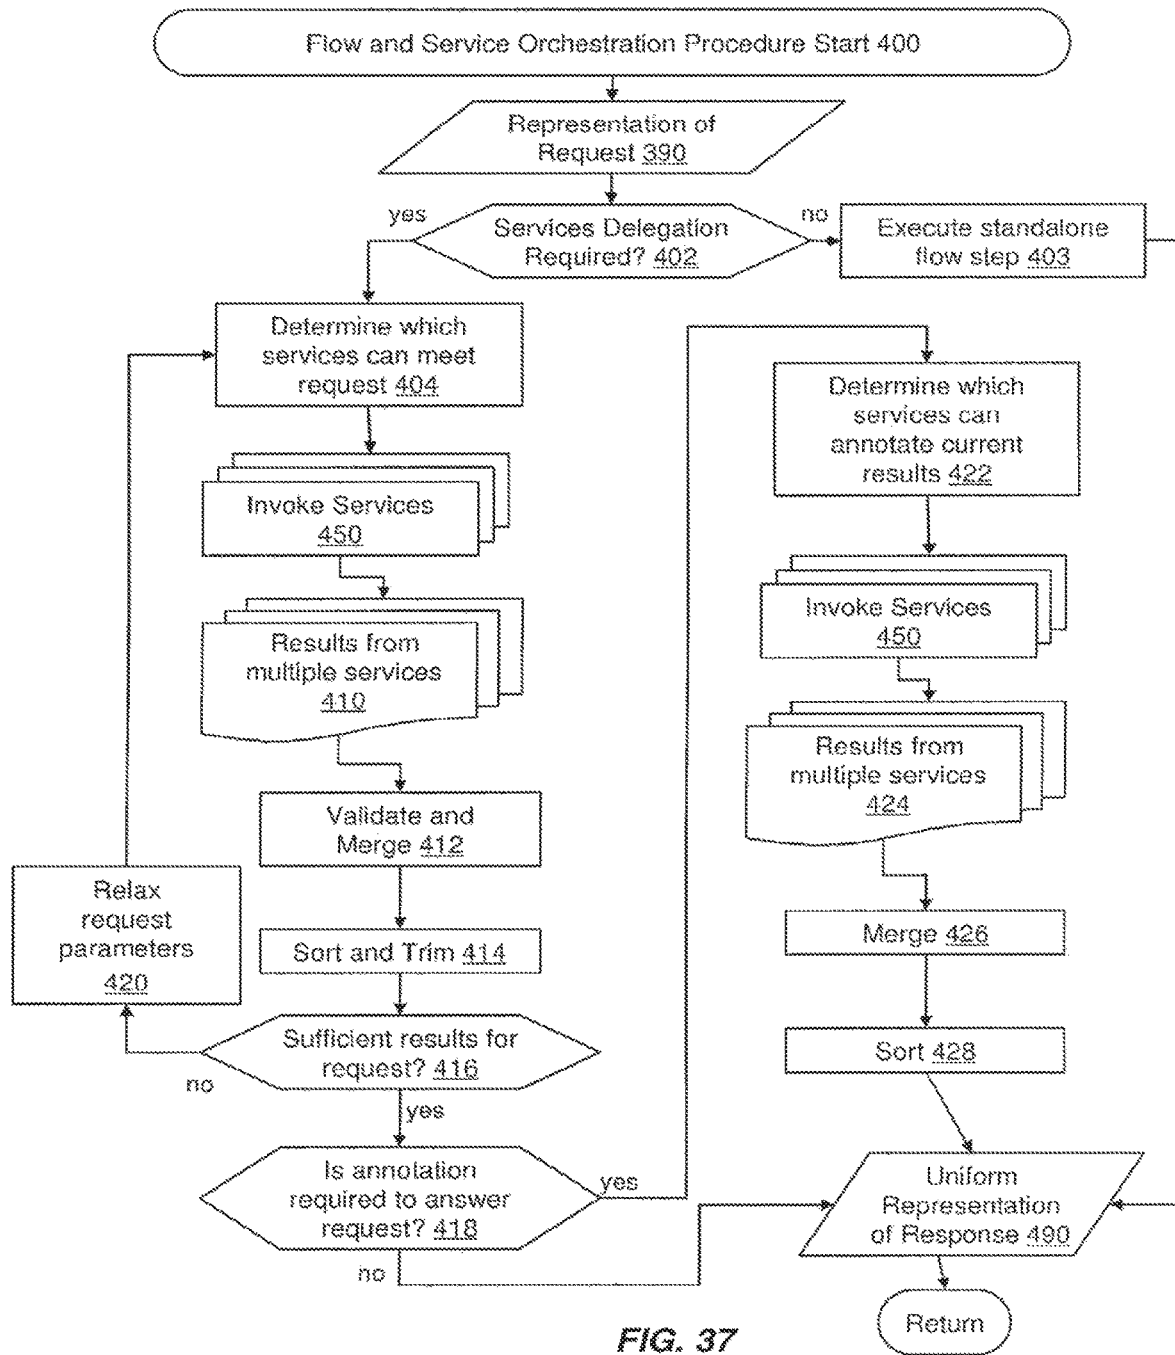 Flow and Service Orchestration Procedure Start 400
Representation of
Request 390
yes
Services Delegation
Required? 402
no
Execute standalone
flow step 403
Determine which
services can meet
request 404
Invoke Services
450
Results from
multiple services
410
Validate and
Merge 412
Relax
request
parameters
420
Sort and Trim 414
Sufficient results for
request? 416
no
yes
Is annotation
required to answer
request? 418
yes
no
Determine which
services can
annotate current
results 422
Invoke Services
450
Results from
multiple services
424
Merge 426
Sort 428
Uniform
Representation
of Response 490
Return
FIG. 37